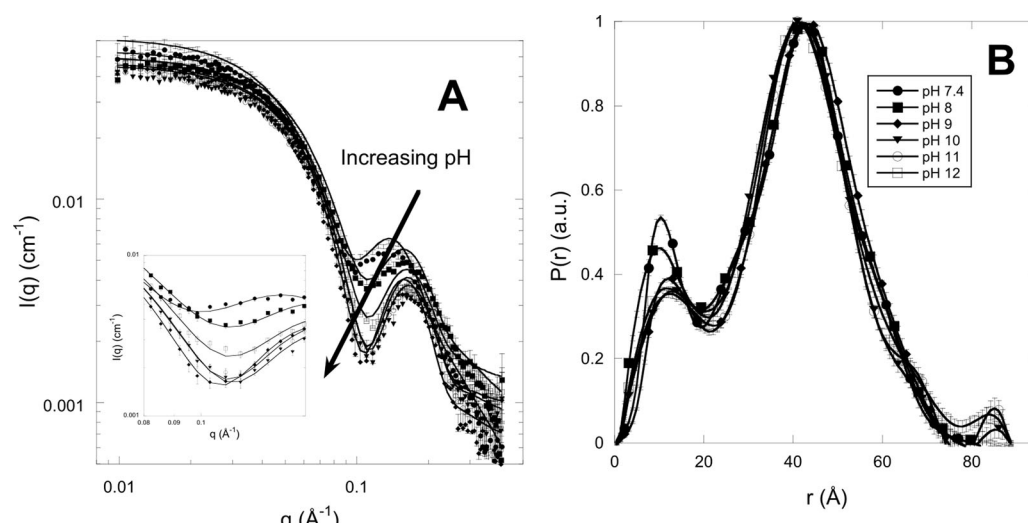 A
Increasing pH
I(q) (cm-1)
0.01
0.001
0.01
0.1
q (Å-1)
0.01
I(q) (cm-1)
0.001
0.08
0.09
0.1
q (Å-1)
B
pH 7.4
pH 8
pH 9
pH 10
pH 11
pH 12
P(r) (a.u.)
1
0.8
0.6
0.4
0.2
0
0
20
40
60
80
r (Å)